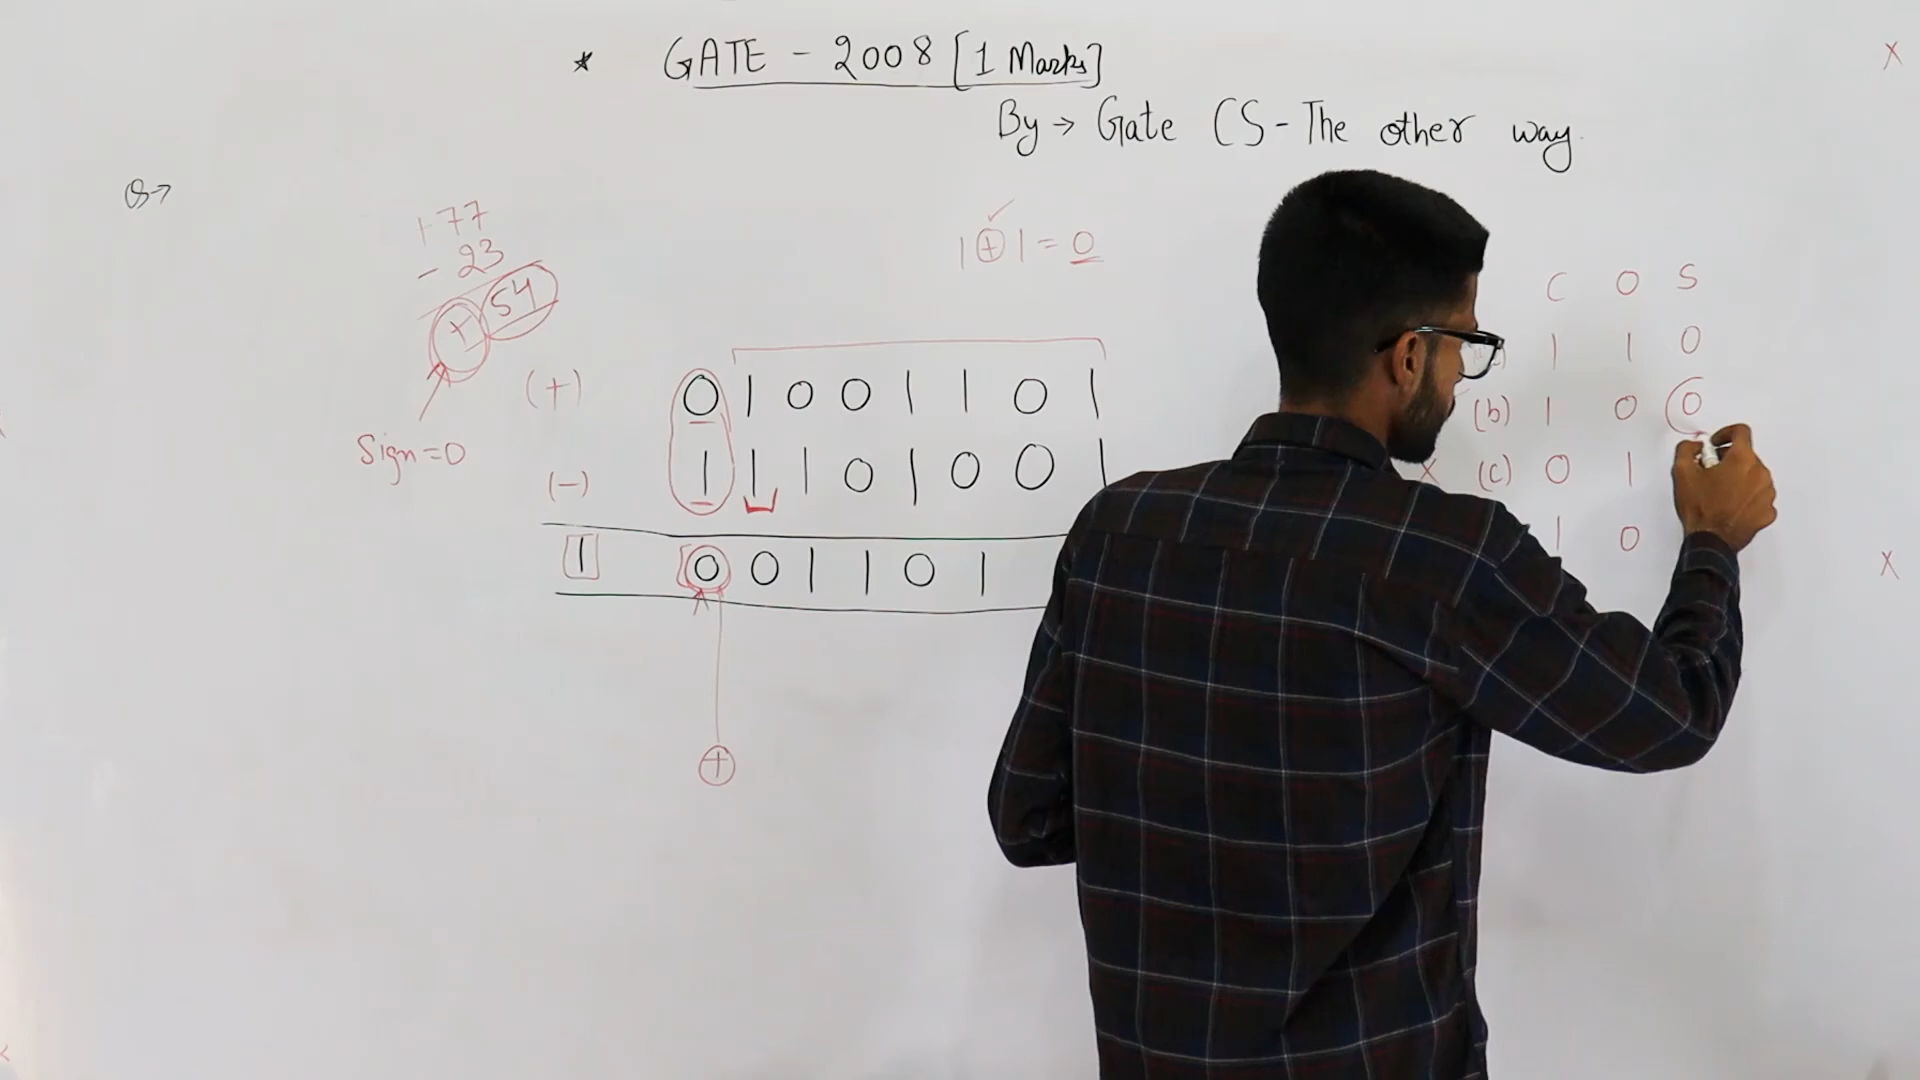 * GATE - 2008 [1 Marks]
By → Gate CS - The other way.
Q→
+77
- 23
+ 54
Sign=0
1 ⊕ 1 = 0
(+) 0 1 0 0 1 1 0 1
(-) 1 1 1 0 1 0 0 1
1 0 0 1 1 0 1
⊕
C O S
1 1 0
(b) 1 0 0
X (c) 0 1
1 0
X
X